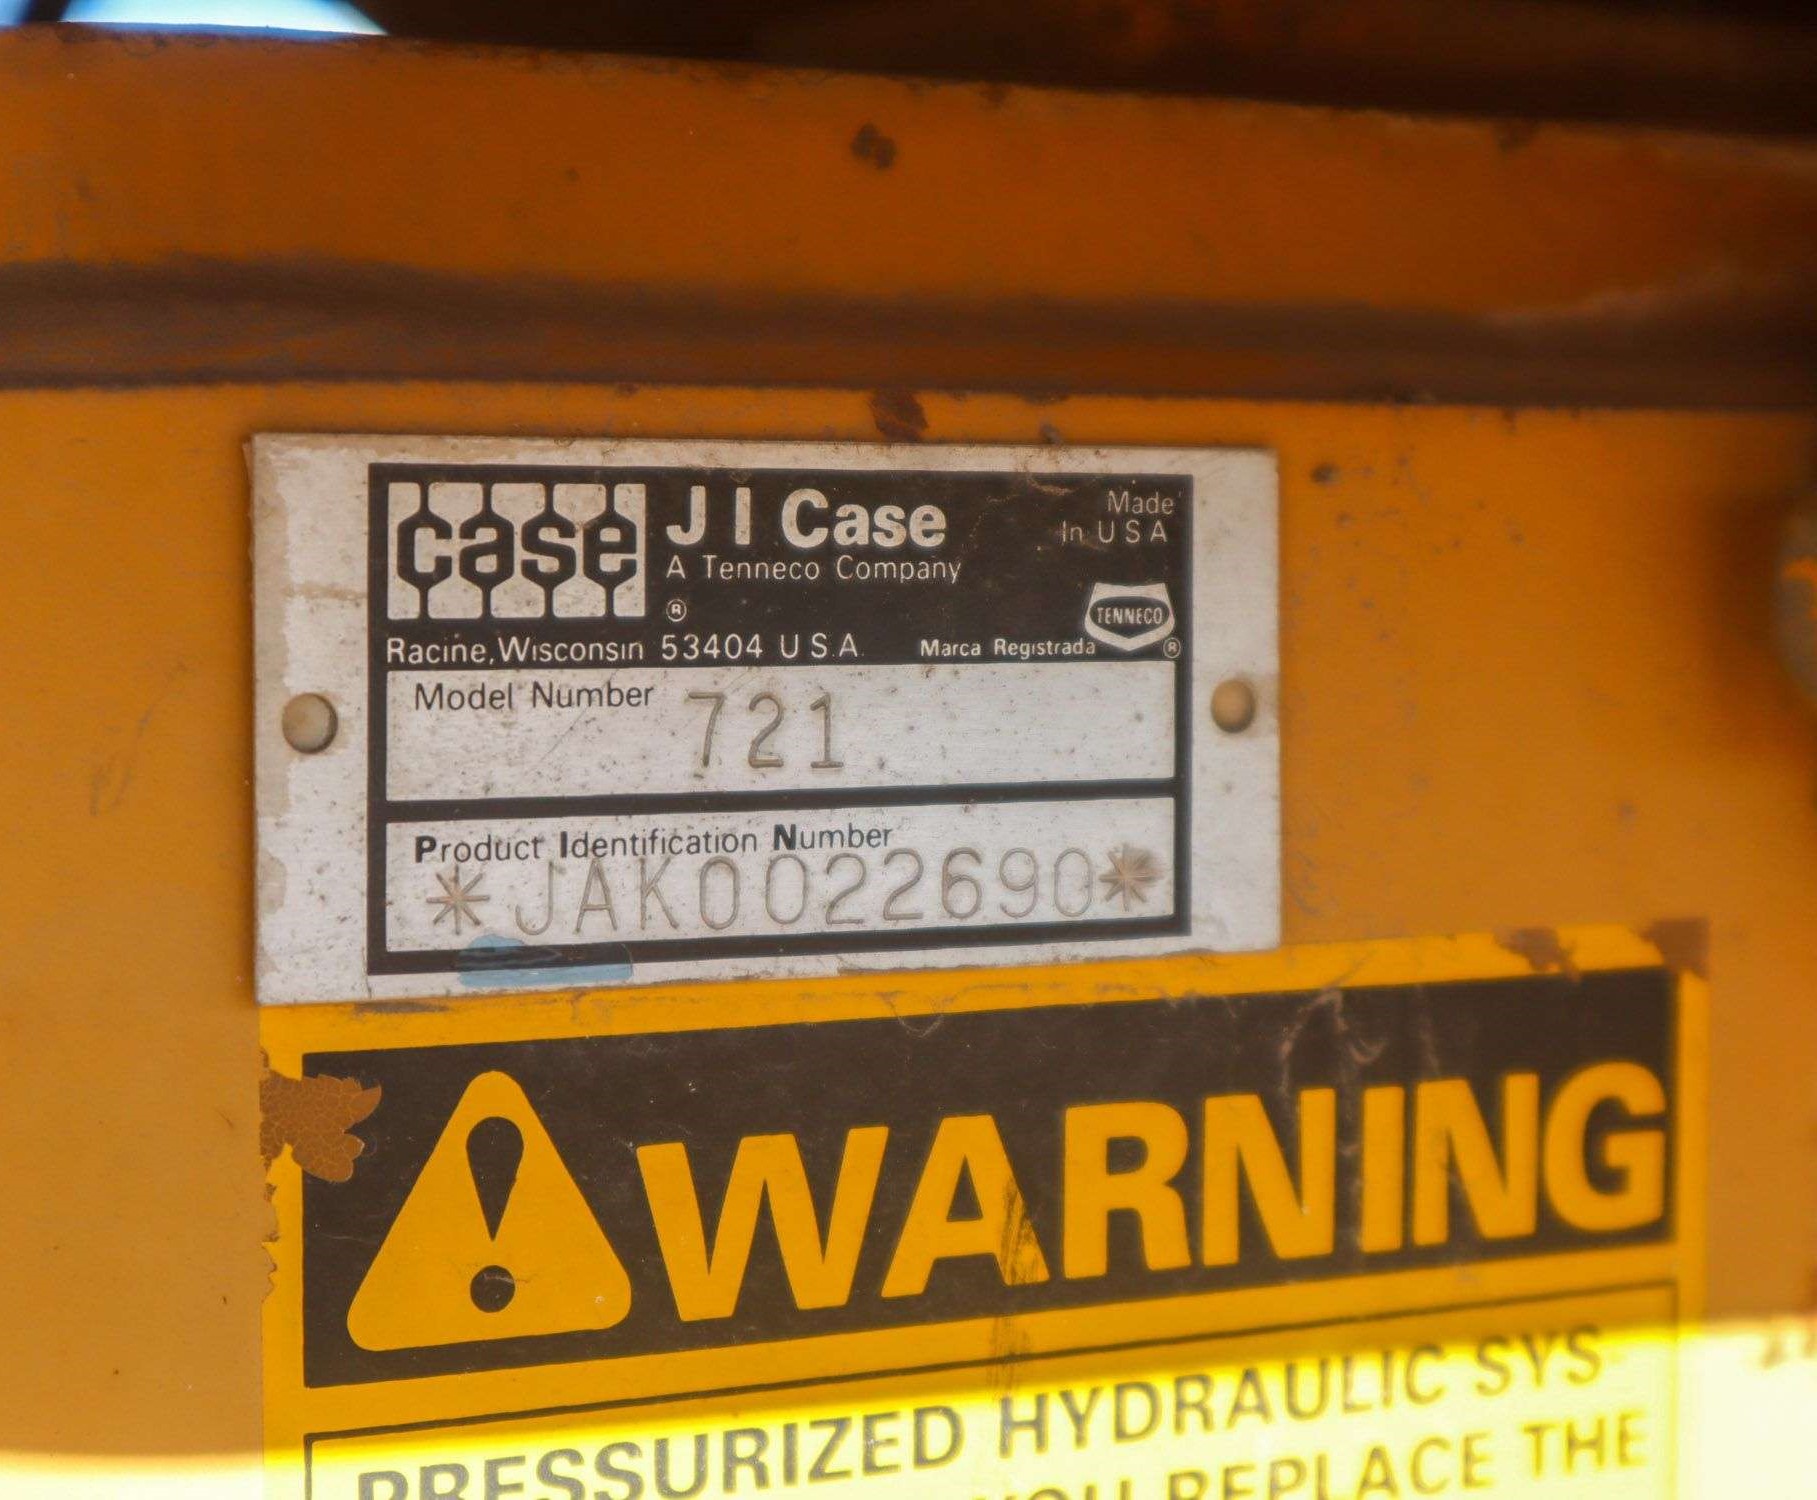 case
J I Case
Made
In U S A
A Tenneco Company
®
TENNECO
Racine, Wisconsin 53404 U S.A.
Marca Registrada ®
Model Number 721
Product Identification Number
*JAK0022690*
WARNING
PRESSURIZED HYDRAULIC SYS
YOU REPLACE THE